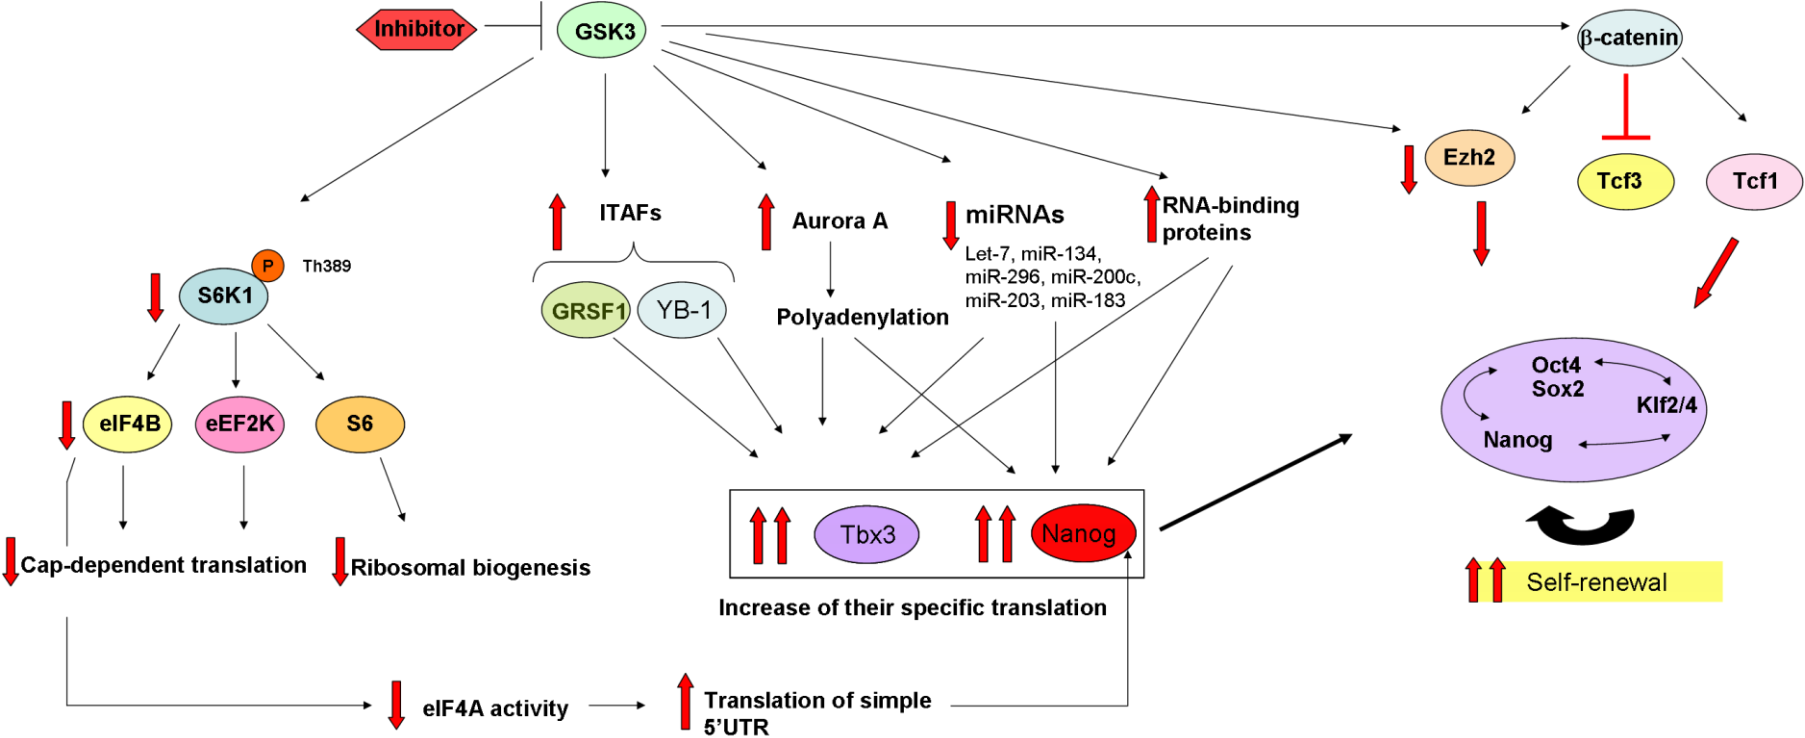 Inhibitor
GSK3
β-catenin
Ezh2
Tcf3
Tcf1
ITAFs
Aurora A
miRNAs
RNA-binding
proteins
Let-7, miR-134,
miR-296, miR-200c,
miR-203, miR-183
P
Th389
S6K1
GRSF1
YB-1
Polyadenylation
eIF4B
eEF2K
S6
Oct4
Sox2
Klf2/4
Nanog
Cap-dependent translation
Ribosomal biogenesis
Tbx3
Nanog
Increase of their specific translation
Self-renewal
eIF4A activity
Translation of simple
5'UTR